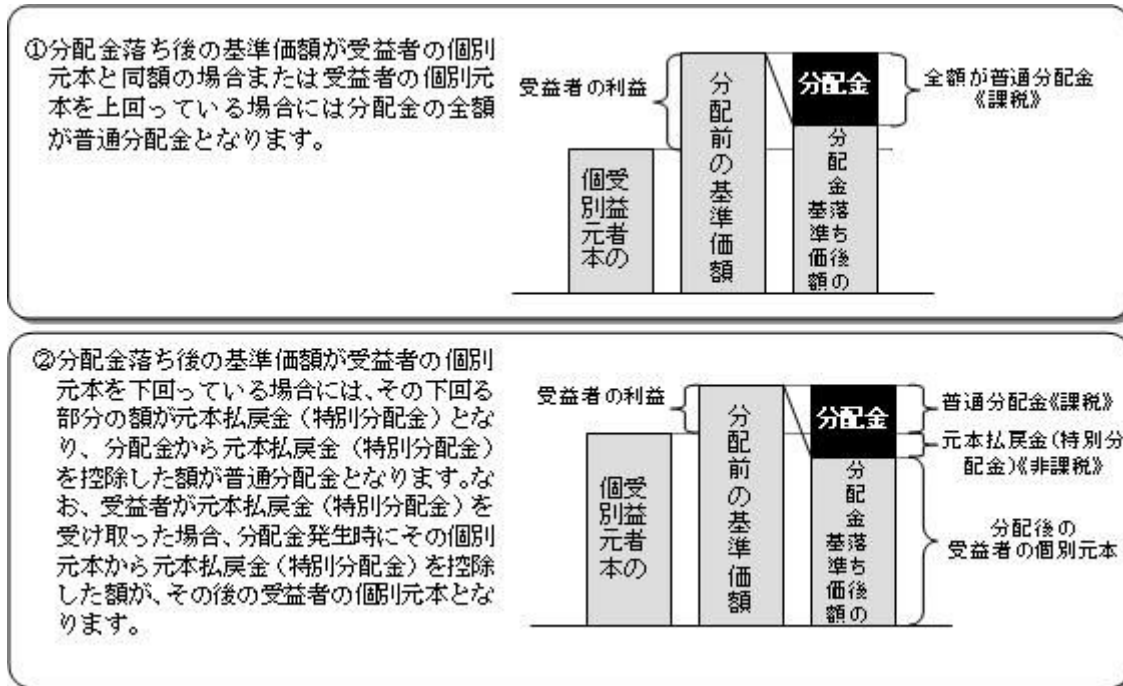 ①分配金落ち後の基準価額が受益者の個別
元本と同額の場合または受益者の個別元
本を上回っている場合には分配金の全額
が普通分配金となります。
受益者の利益
受益者の
個別元本
分配前の基準価額
分配金
分配金
落ち後の
基準価額
全額が普通分配金
《課税》
②分配金落ち後の基準価額が受益者の個別
元本を下回っている場合には、その下回る
部分の額が元本払戻金（特別分配金）とな
り、分配金から元本払戻金（特別分配金）
を控除した額が普通分配金となります。な
お、受益者が元本払戻金（特別分配金）を
受け取った場合、分配金発生時にその個別
元本から元本払戻金（特別分配金）を控除
した額が、その後の受益者の個別元本とな
ります。
受益者の利益
受益者の
個別元本
分配前の基準価額
分配金
分配金
落ち後の
基準価額
普通分配金《課税》
元本払戻金（特別分
配金）《非課税》
分配後の
受益者の個別元本